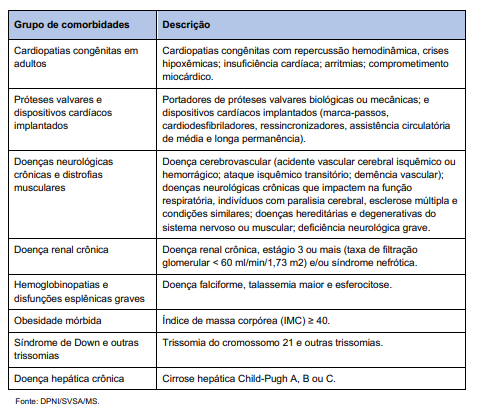 Grupo de comorbidades
Descrição
Cardiopatias congênitas em
adultos
Cardiopatias congênitas com repercussão hemodinâmica, crises
hipoxêmicas; insuficiência cardíaca; arritmias; comprometimento
miocárdico.
Próteses valvares e
dispositivos cardíacos
implantados
Portadores de próteses valvares biológicas ou mecânicas; e
dispositivos cardíacos implantados (marca-passos,
cardiodesfibriladores, ressincronizadores, assistência circulatória
de média e longa permanência).
Doenças neurológicas
crônicas e distrofias
musculares
Doença cerebrovascular (acidente vascular cerebral isquêmico ou
hemorrágico; ataque isquêmico transitório; demência vascular);
doenças neurológicas crônicas que impactem na função
respiratória, indivíduos com paralisia cerebral, esclerose múltipla e
condições similares; doenças hereditárias e degenerativas do
sistema nervoso ou muscular; deficiência neurológica grave.
Doença renal crônica
Doença renal crônica, estágio 3 ou mais (taxa de filtração
glomerular < 60 ml/min/1,73 m2) e/ou síndrome nefrótica.
Hemoglobinopatias e
disfunções esplênicas graves
Doença falciforme, talassemia maior e esferocitose.
Obesidade mórbida
Índice de massa corpórea (IMC) ≥ 40.
Síndrome de Down e outras
trissomias
Trissomia do cromossomo 21 e outras trissomias.
Doença hepática crônica
Cirrose hepática Child-Pugh A, B ou C.
Fonte: DPNI/SVSA/MS.